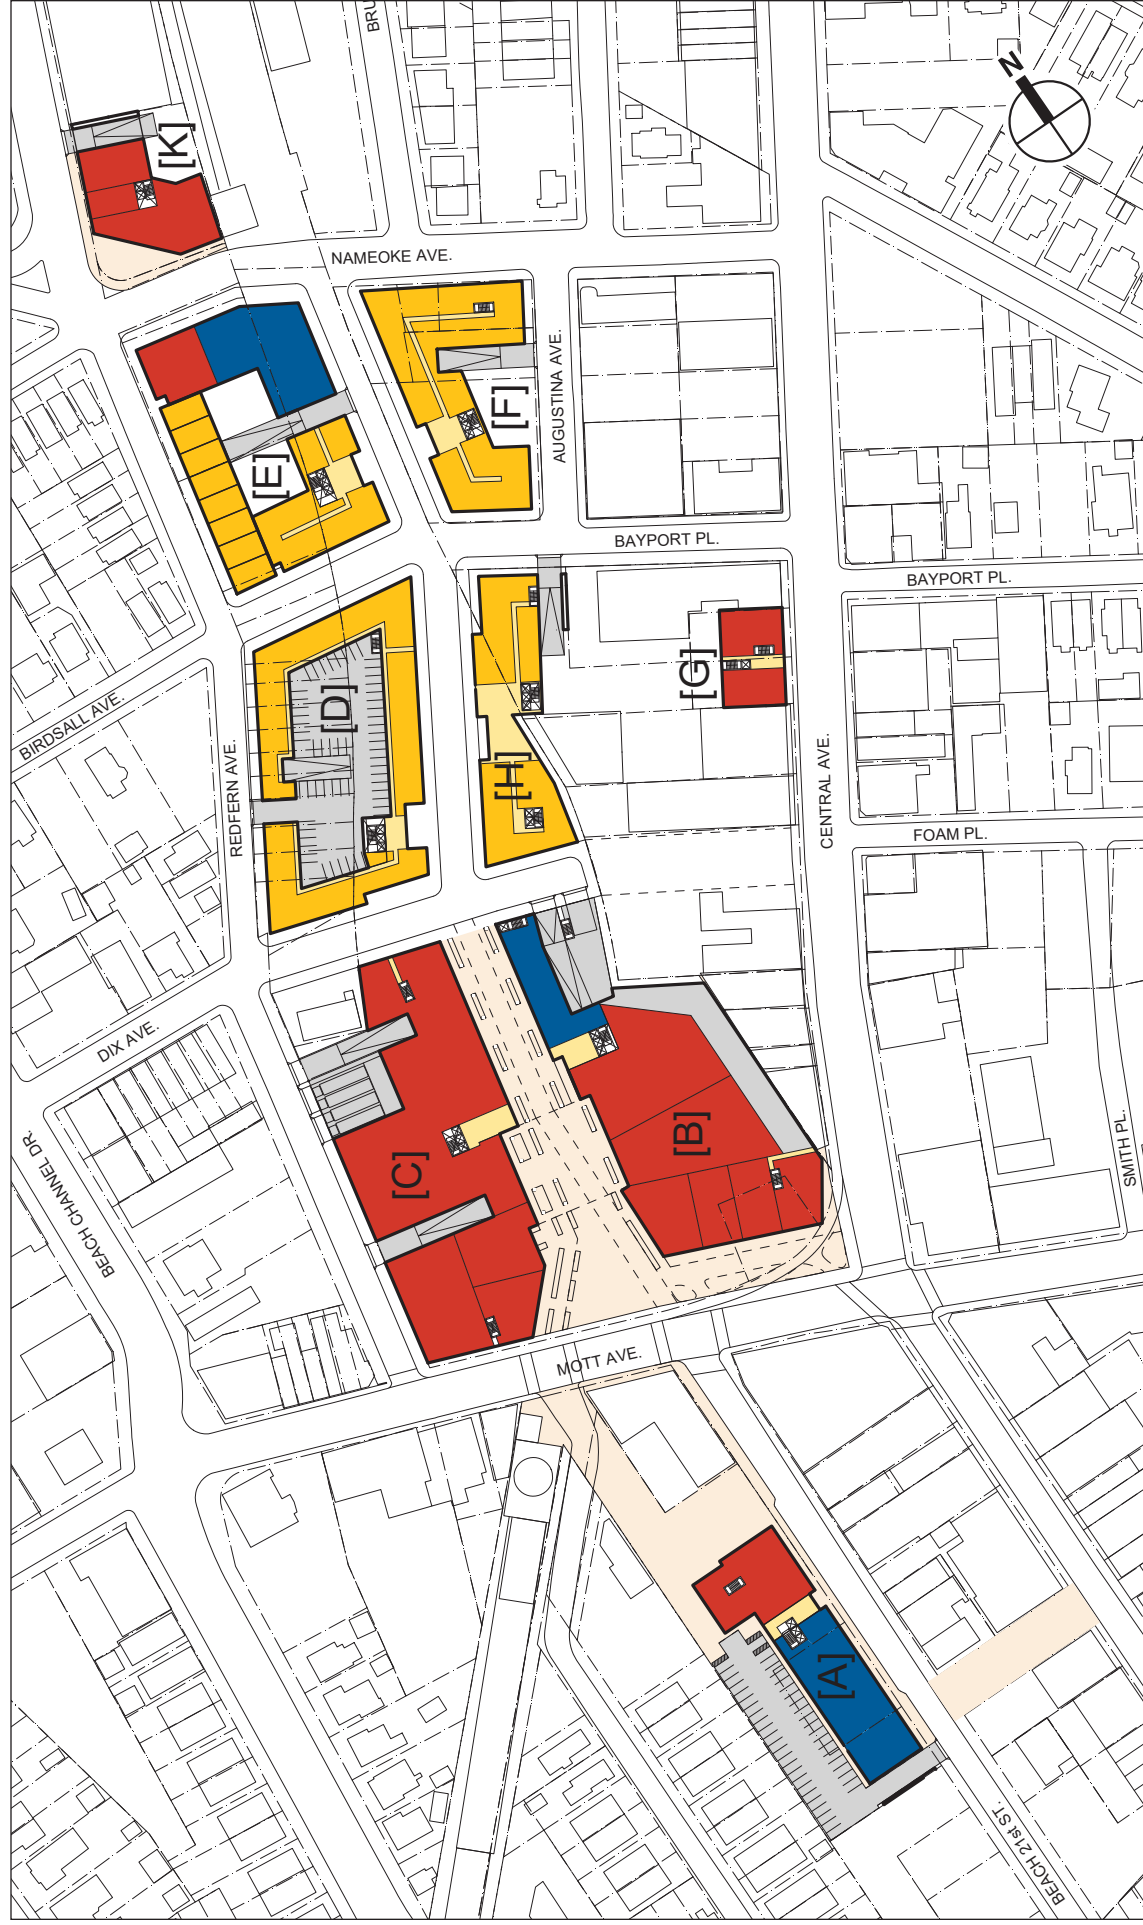 BRU
N
[K]
NAMEOKE AVE.
[F]
AUGUSTINA AVE.
[E]
BAYPORT PL.
BAYPORT PL.
BIRDSALL AVE.
REDFERN AVE.
[D]
[G]
[H]
CENTRAL AVE.
FOAM PL.
DIX AVE.
BEACH CHANNEL DR.
[C]
[B]
SMITH PL.
MOTT AVE.
[A]
BEACH 21st ST.